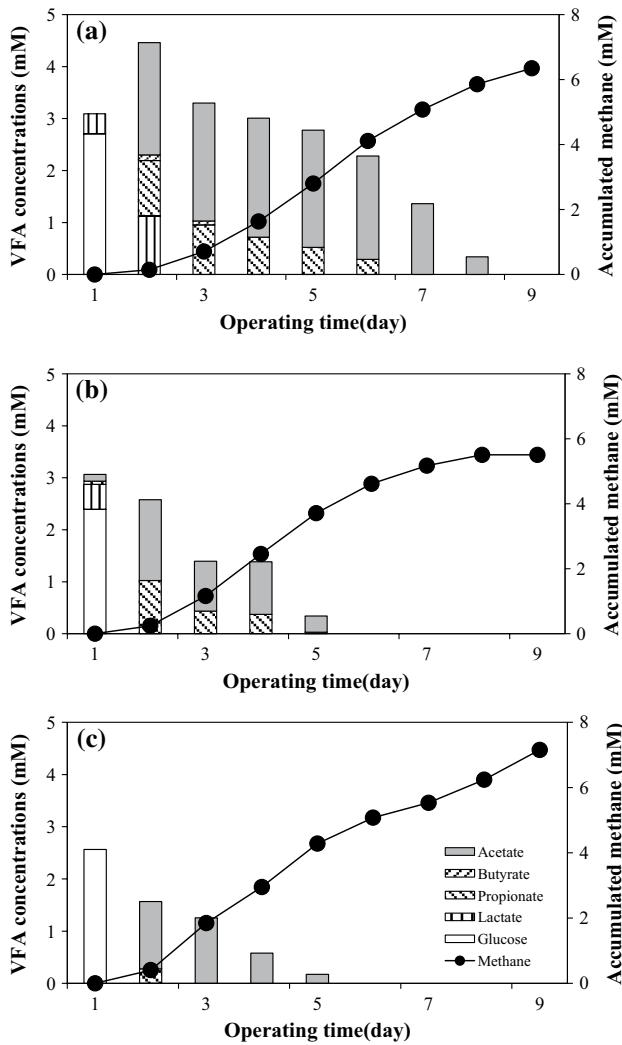 (a)
VFA concentrations (mM)
5
4
3
2
1
0
8
6
4
2
0
Accumulated methane (mM)
1 3 5 7 9
Operating time(day)
(b)
VFA concentrations (mM)
5
4
3
2
1
0
8
6
4
2
0
Accumulated methane (mM)
1 3 5 7 9
Operating time(day)
(c)
VFA concentrations (mM)
5
4
3
2
1
0
8
6
4
2
0
Accumulated methane (mM)
Acetate
Butyrate
Propionate
Lactate
Glucose
Methane
1 3 5 7 9
Operating time(day)